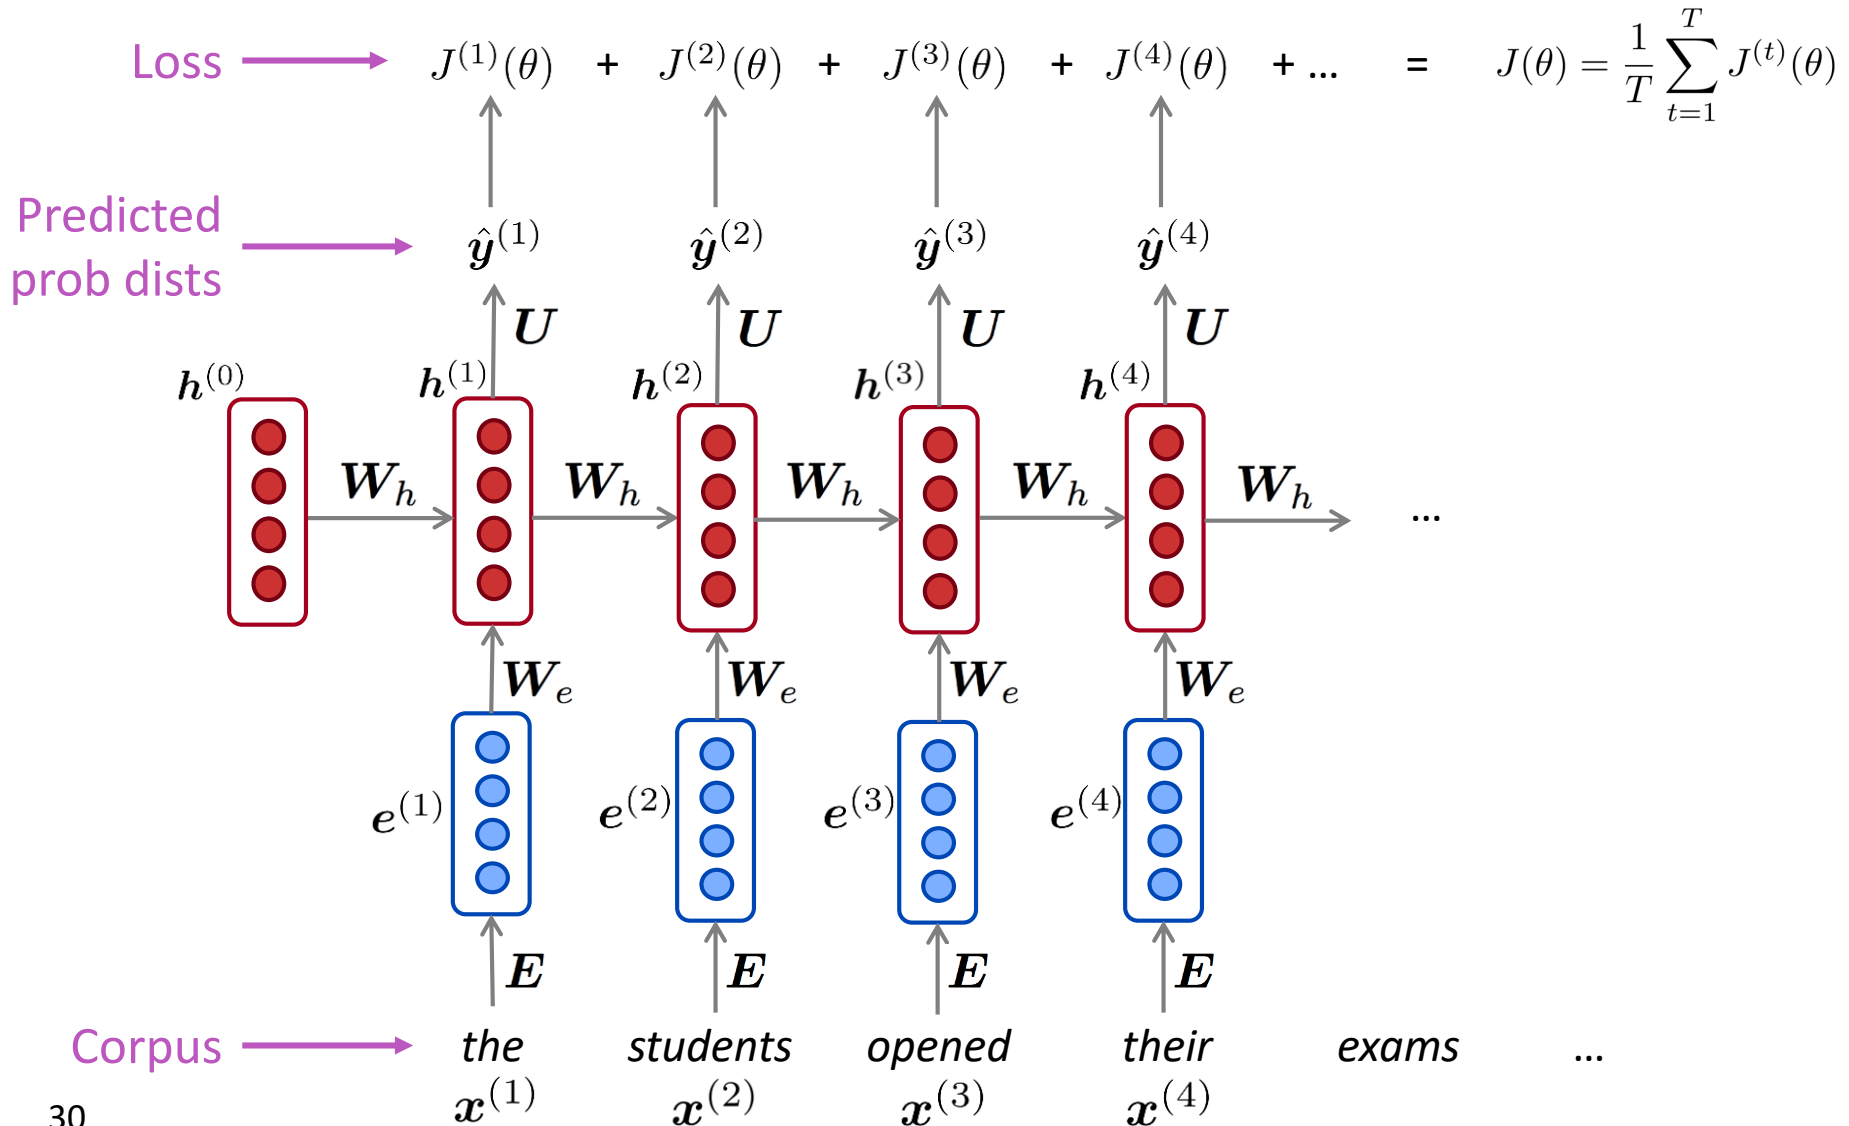 Loss J^{(1)}(θ) + J^{(2)}(θ) + J^{(3)}(θ) + J^{(4)}(θ) + ... = J(θ) = \frac{1}{T} \sum_{t=1}^{T} J^{(t)}(θ)
Predicted
prob dists
ŷ^{(1)} ŷ^{(2)} ŷ^{(3)} ŷ^{(4)}
U U U U
h^{(0)} h^{(1)} h^{(2)} h^{(3)} h^{(4)}
W_h W_h W_h W_h W_h ...
W_e W_e W_e W_e
e^{(1)} e^{(2)} e^{(3)} e^{(4)}
E E E E
Corpus the students opened their exams ...
x^{(1)} x^{(2)} x^{(3)} x^{(4)}
30